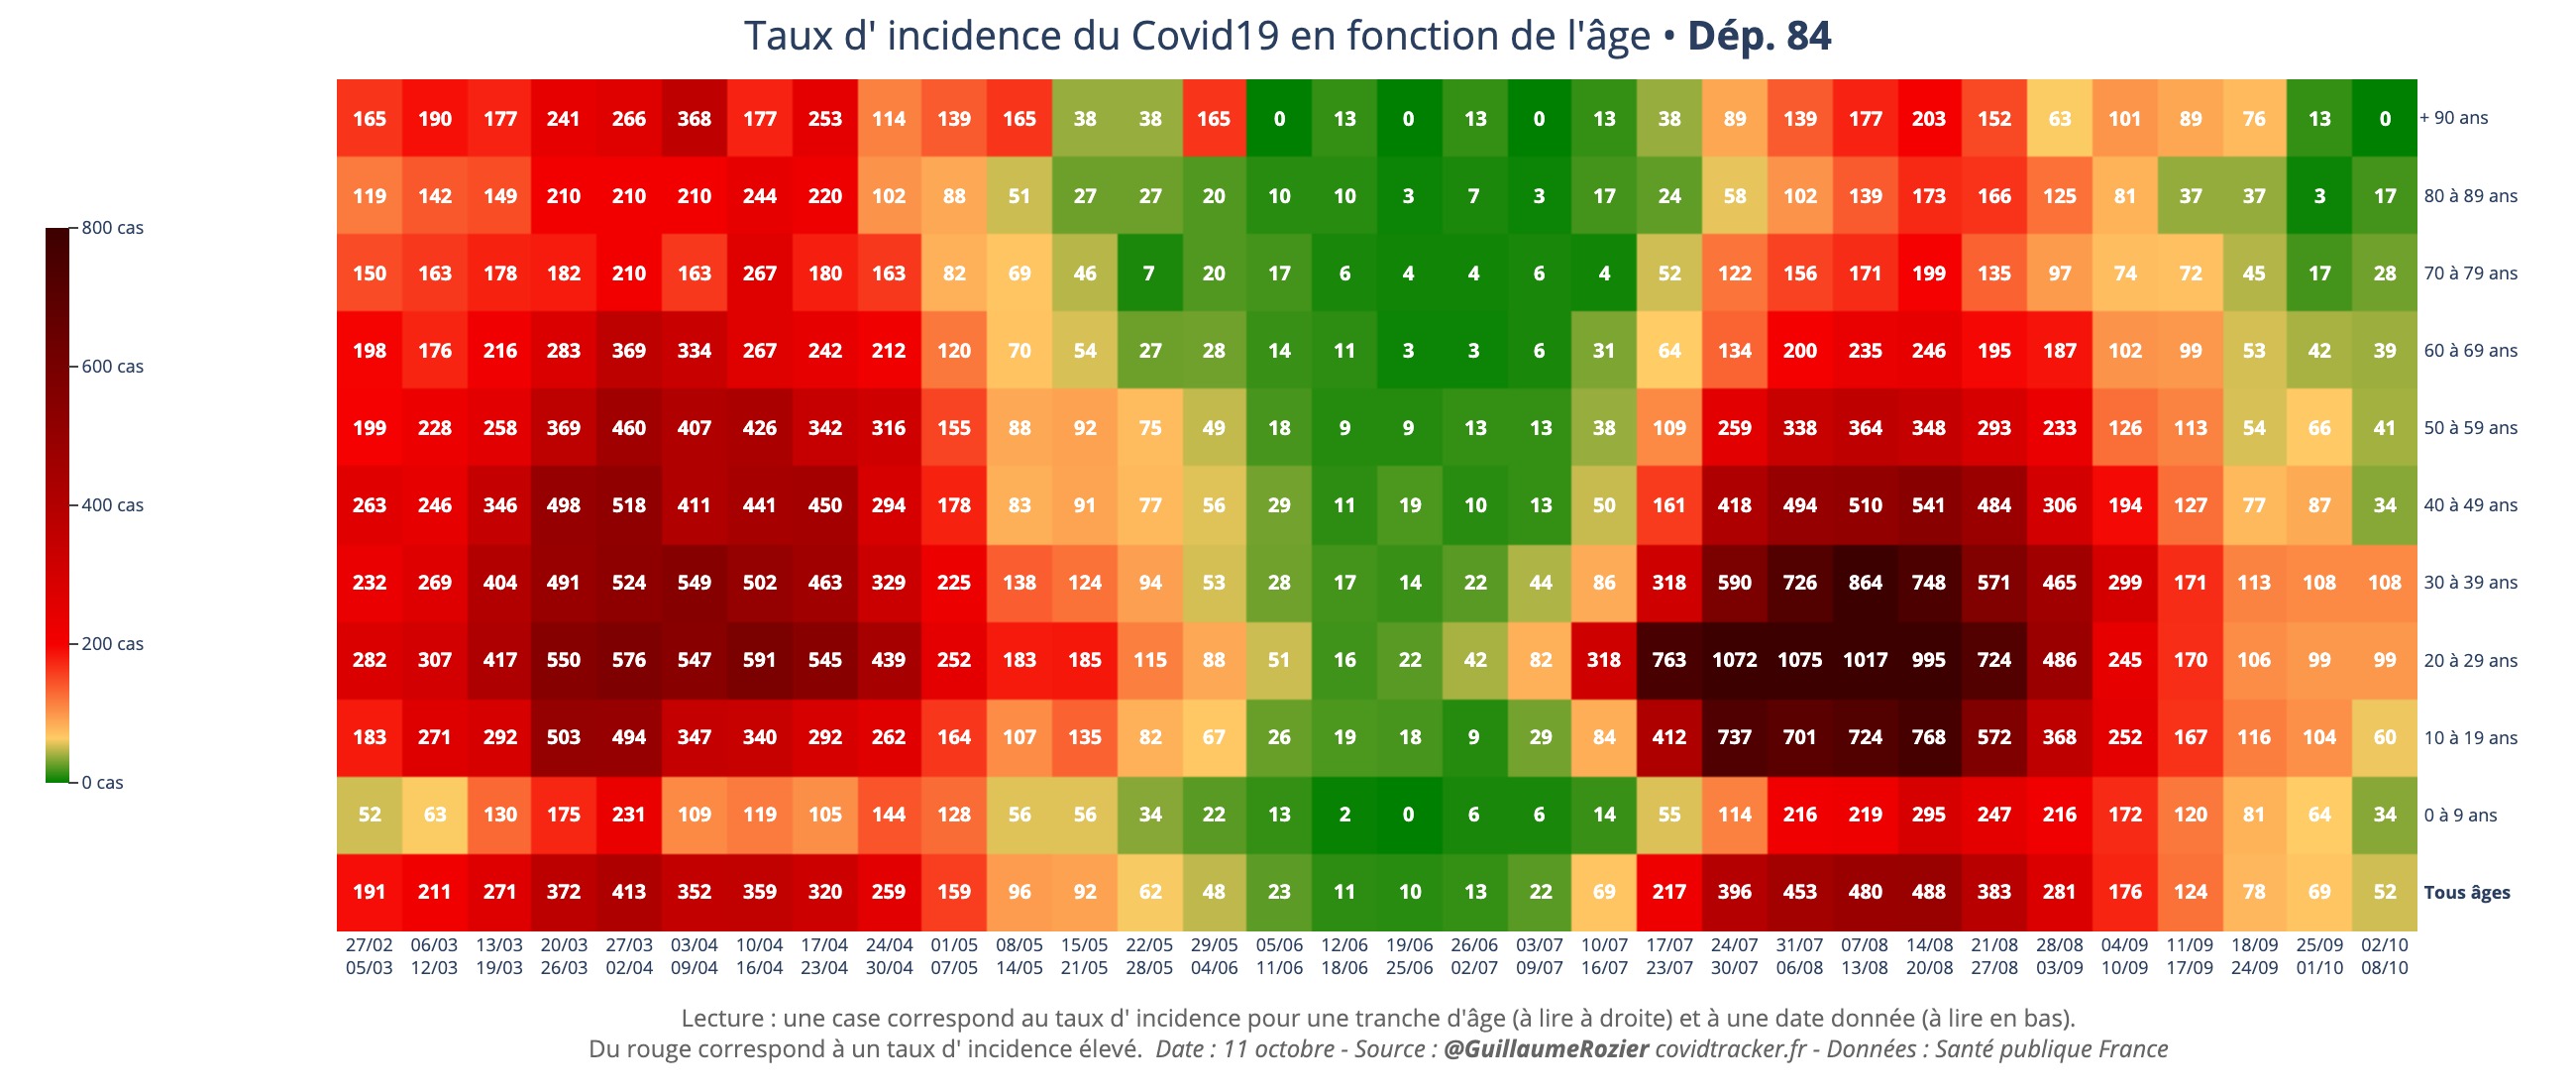 Taux d' incidence du Covid19 en fonction de l'âge • Dép. 84
165 190 177 241 266 368 177 253 114 139 165 38 38 165 0 13 0 13 0 13 38 89 139 177 203 152 63 101 89 76 13 0 + 90 ans
119 142 149 210 210 210 244 220 102 88 51 27 27 20 10 10 3 7 3 17 24 58 102 139 173 166 125 81 37 37 3 17 80 à 89 ans
800 cas
150 163 178 182 210 163 267 180 163 82 69 46 7 20 17 6 4 4 6 4 52 122 156 171 199 135 97 74 72 45 17 28 70 à 79 ans
198 176 216 283 369 334 267 242 212 120 70 54 27 28 14 11 3 3 6 31 64 134 200 235 246 195 187 102 99 53 42 39 60 à 69 ans
600 cas
199 228 258 369 460 407 426 342 316 155 88 92 75 49 18 9 9 13 13 38 109 259 338 364 348 293 233 126 113 54 66 41 50 à 59 ans
400 cas
263 246 346 498 518 411 441 450 294 178 83 91 77 56 29 11 19 10 13 50 161 418 494 510 541 484 306 194 127 77 87 34 40 à 49 ans
232 269 404 491 524 549 502 463 329 225 138 124 94 53 28 17 14 22 44 86 318 590 726 864 748 571 465 299 171 113 108 108 30 à 39 ans
200 cas
282 307 417 550 576 547 591 545 439 252 183 185 115 88 51 16 22 42 82 318 763 1072 1075 1017 995 724 486 245 170 106 99 99 20 à 29 ans
183 271 292 503 494 347 340 292 262 164 107 135 82 67 26 19 18 9 29 84 412 737 701 724 768 572 368 252 167 116 104 60 10 à 19 ans
0 cas
52 63 130 175 231 109 119 105 144 128 56 56 34 22 13 2 0 6 6 14 55 114 216 219 295 247 216 172 120 81 64 34 0 à 9 ans
191 211 271 372 413 352 359 320 259 159 96 92 62 48 23 11 10 13 22 69 217 396 453 480 488 383 281 176 124 78 69 52 Tous âges
27/02 06/03 13/03 20/03 27/03 03/04 10/04 17/04 24/04 01/05 08/05 15/05 22/05 29/05 05/06 12/06 19/06 26/06 03/07 10/07 17/07 24/07 31/07 07/08 14/08 21/08 28/08 04/09 11/09 18/09 25/09 02/10
05/03 12/03 19/03 26/03 02/04 09/04 16/04 23/04 30/04 07/05 14/05 21/05 28/05 04/06 11/06 18/06 25/06 02/07 09/07 16/07 23/07 30/07 06/08 13/08 20/08 27/08 03/09 10/09 17/09 24/09 01/10 08/10
Lecture : une case correspond au taux d' incidence pour une tranche d'âge (à lire à droite) et à une date donnée (à lire en bas).
Du rouge correspond à un taux d' incidence élevé. Date : 11 octobre - Source : @GuillaumeRozier covidtracker.fr - Données : Santé publique France